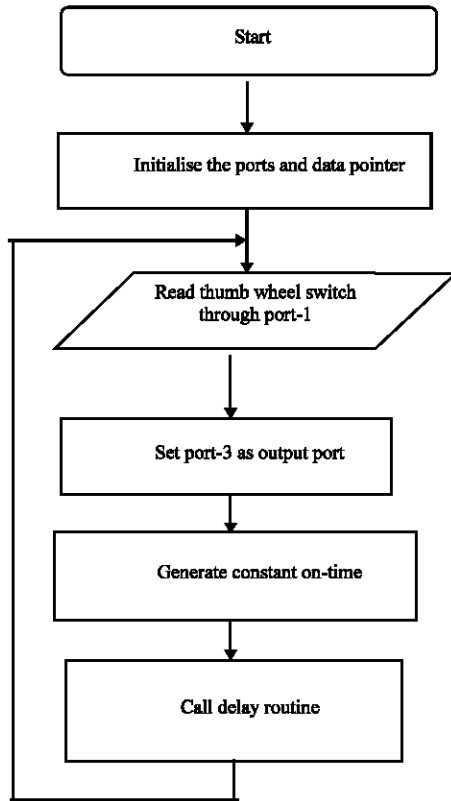 Start
Initialise the ports and data pointer
Read thumb wheel switch
through port-1
Set port-3 as output port
Generate constant on-time
Call delay routine